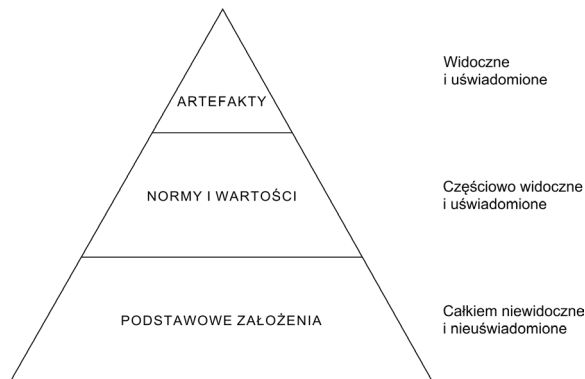 Widoczne
i uświadomione
ARTEFAKTY
Częściowo widoczne
i uświadomione
NORMY I WARTOŚCI
Całkiem niewidoczne
i nieuświadomione
PODSTAWOWE ZAŁOŻENIA